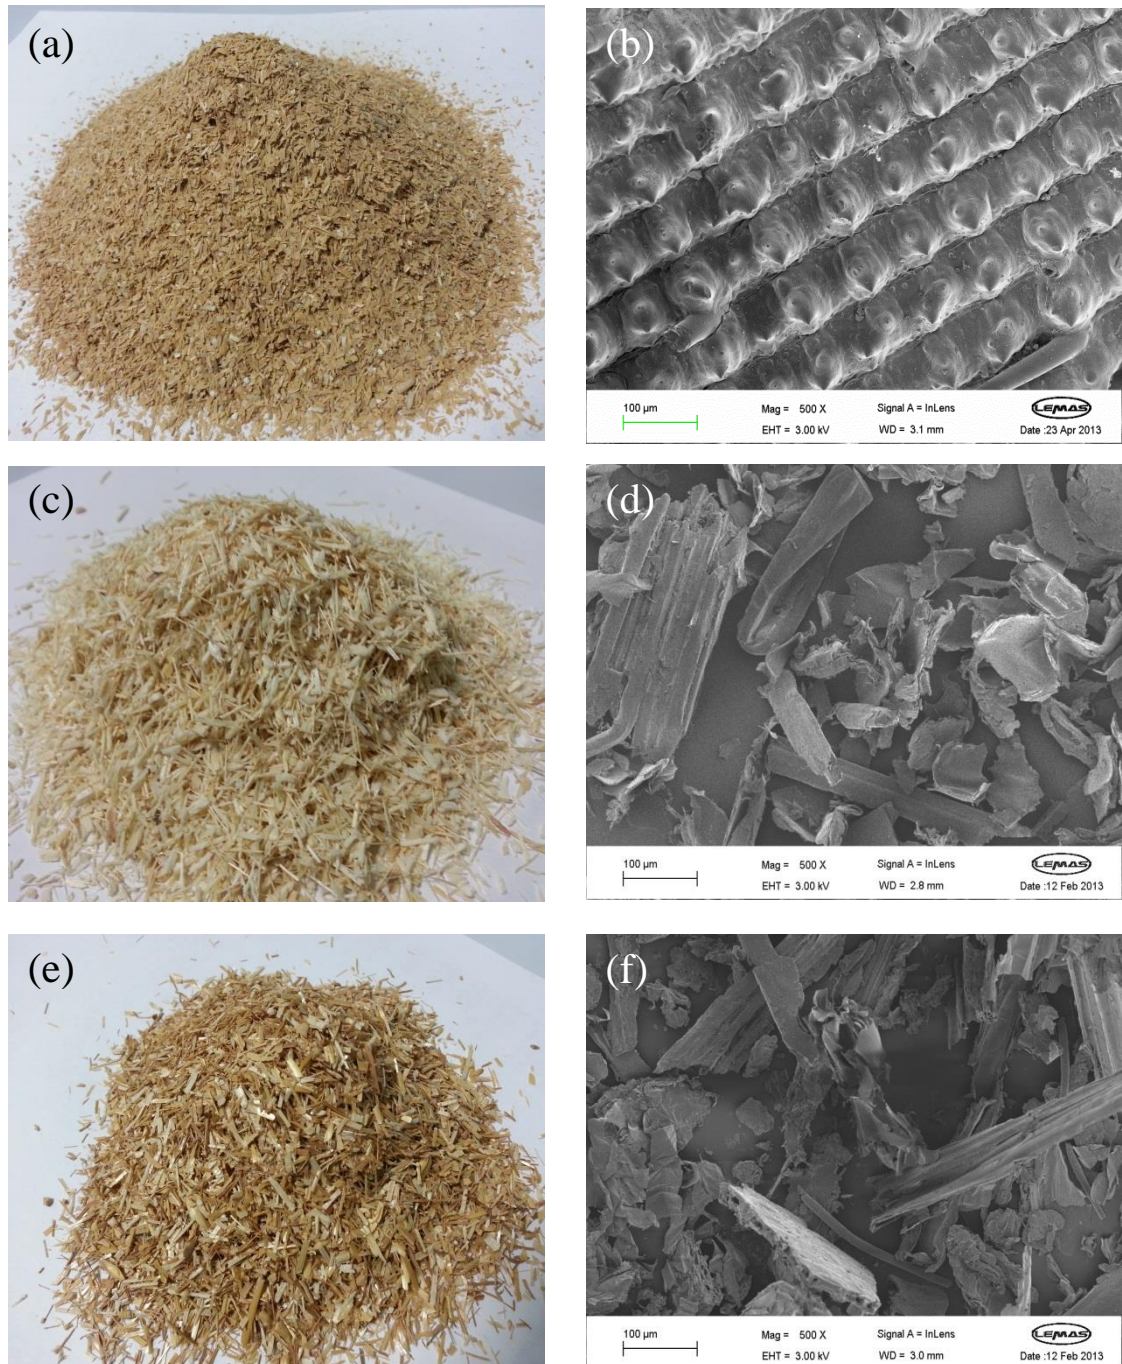 (a)
(b)
100 µm
Mag = 500 X
Signal A = InLens
LEMAS
EHT = 3.00 kV
WD = 3.1 mm
Date :23 Apr 2013
(c)
(d)
100 µm
Mag = 500 X
Signal A = InLens
LEMAS
EHT = 3.00 kV
WD = 2.8 mm
Date :12 Feb 2013
(e)
(f)
100 µm
Mag = 500 X
Signal A = InLens
LEMAS
EHT = 3.00 kV
WD = 3.0 mm
Date :12 Feb 2013